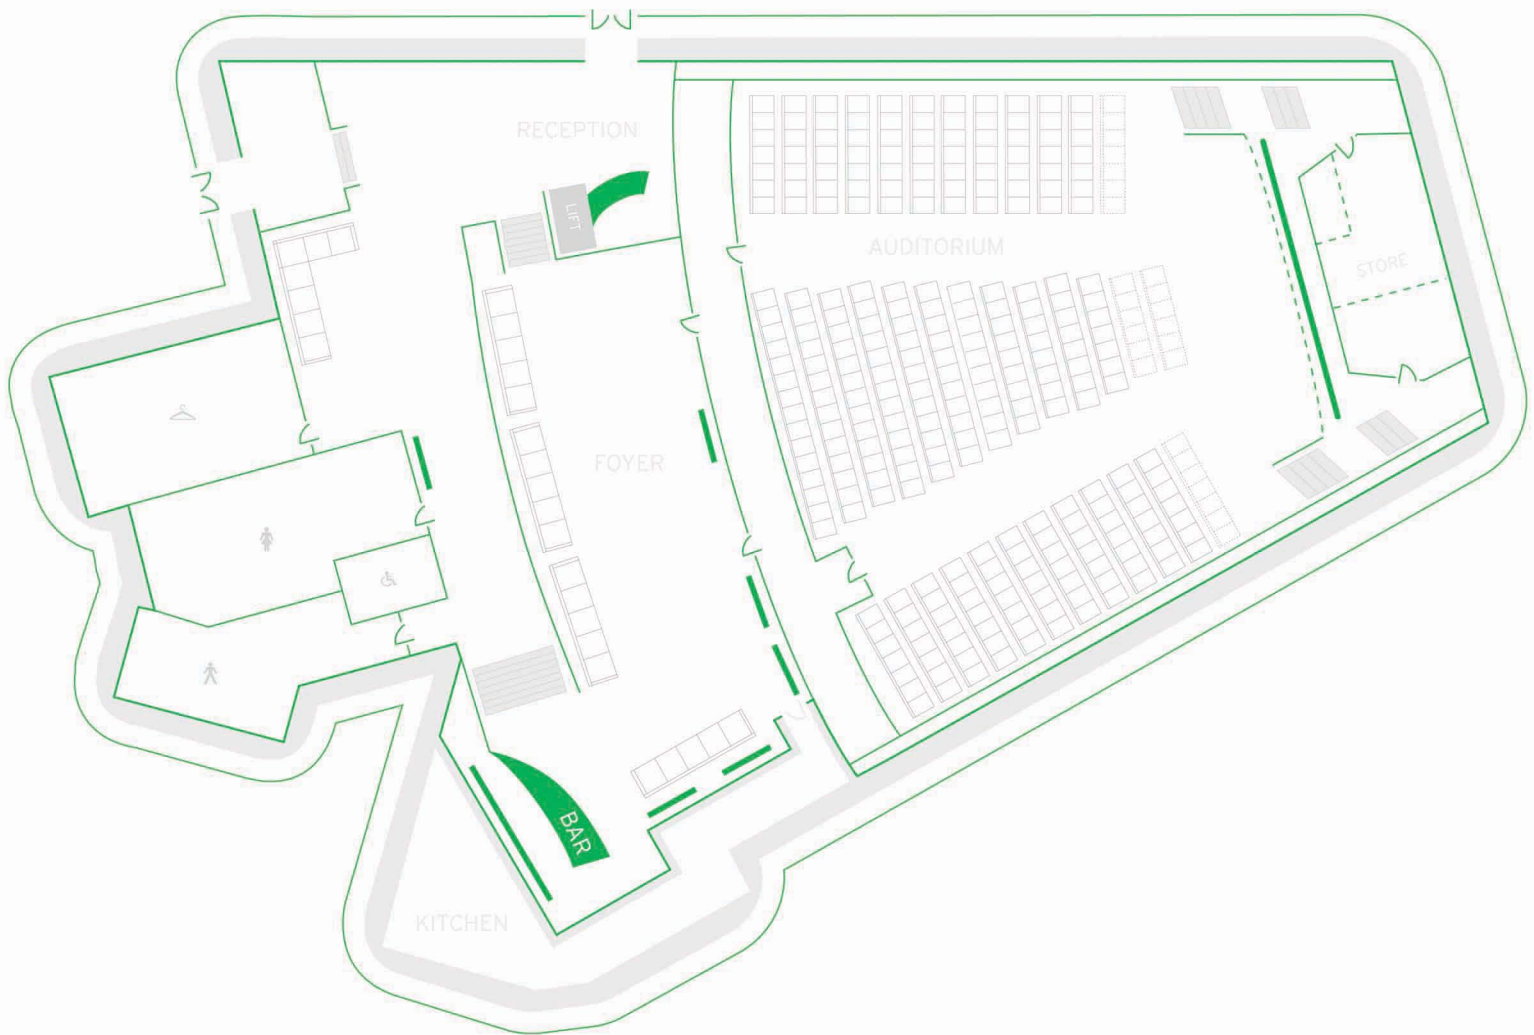 RECEPTION
LIFT
AUDITORIUM
STORE
FOYER
BAR
KITCHEN